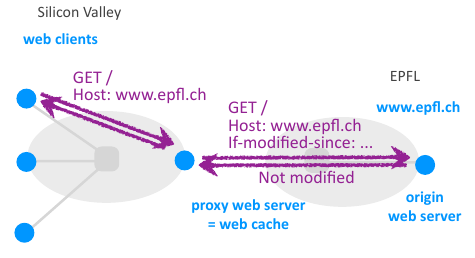 Silicon Valley
web clients
GET /
Host: www.epfl.ch
EPFL
www.epfl.ch
GET /
Host: www.epfl.ch
If-modified-since: ...
Not modified
proxy web server
= web cache
origin
web server